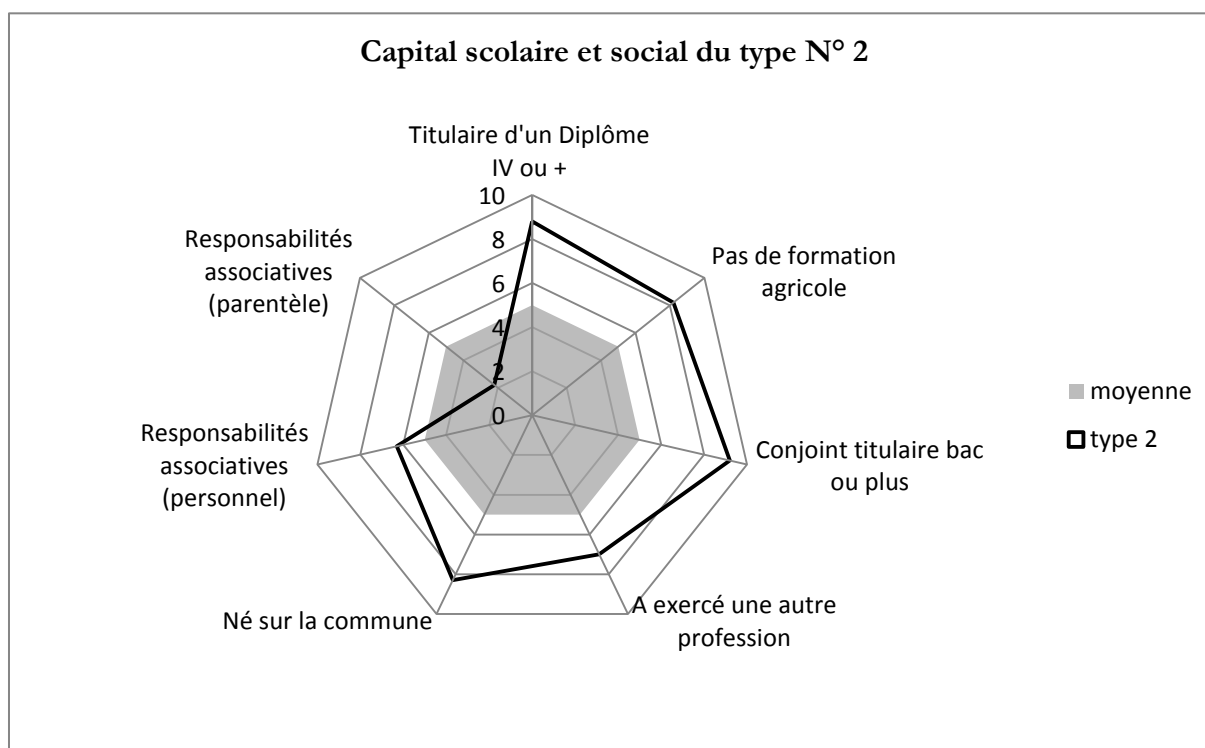 Capital scolaire et social du type N° 2
Titulaire d'un Diplôme
IV ou +
Pas de formation
agricole
Conjoint titulaire bac
ou plus
A exercé une autre
profession
Né sur la commune
Responsabilités
associatives
(personnel)
Responsabilités
associatives
(parentèle)
10
8
6
4
2
0
moyenne
type 2